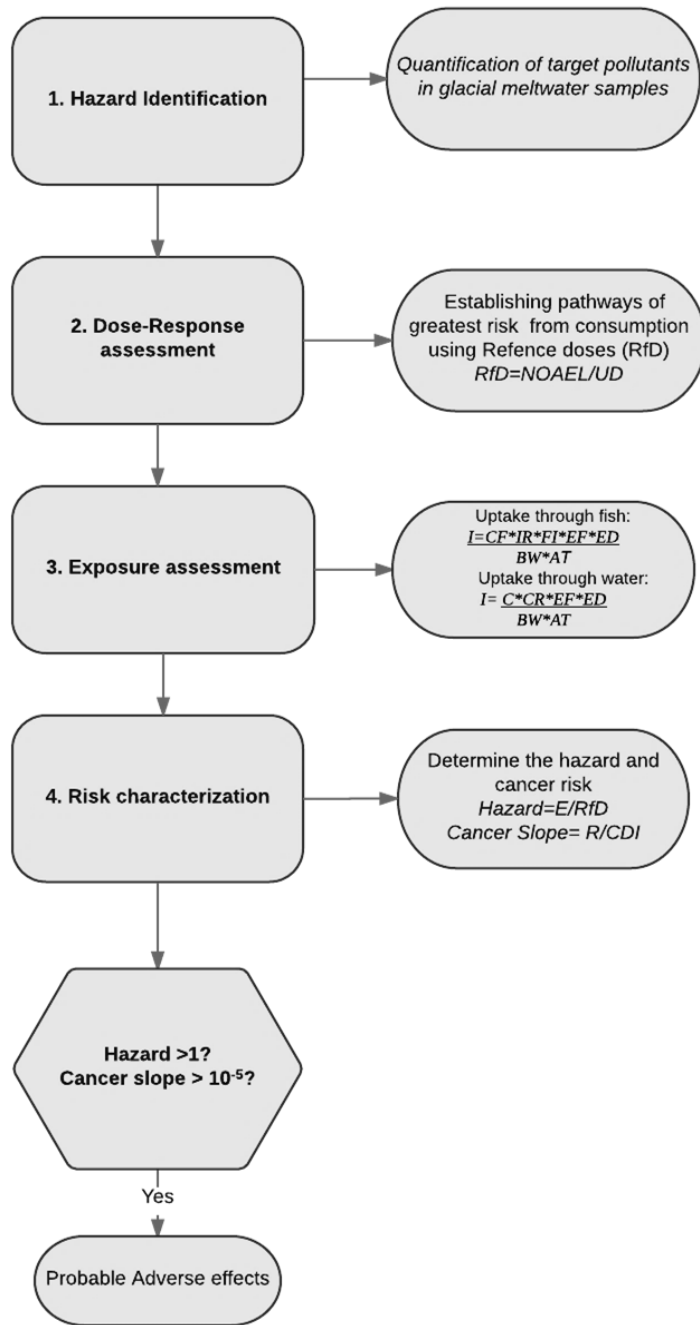 1. Hazard Identification
Quantification of target pollutants
in glacial meltwater samples
2. Dose-Response
assessment
Establishing pathways of
greatest risk from consumption
using Refence doses (RfD)
RfD=NOAEL/UD
3. Exposure assessment
Uptake through fish:
I=CF*IR*FI*EF*ED
BW*AT
Uptake through water:
I= C*CR*EF*ED
BW*AT
4. Risk characterization
Determine the hazard and
cancer risk
Hazard=E/RfD
Cancer Slope= R/CDI
Hazard >1?
Cancer slope > 10⁻⁵?
Yes
Probable Adverse effects